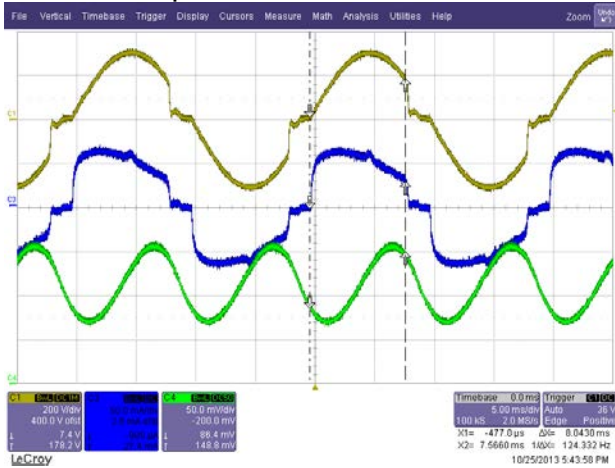 File Vertical Timebase Trigger Display Cursors Measure Math Analysis Utilities Help Zoom Undo
C1
C2
C4
C1
200 V/div
400.0 V ofst
7.4 V
178.2 V
C4
50.0 mV/div
-200.0 mV
86.4 mV
148.8 mV
Timebase 0.0 ms
5.00 ms/div
100 kS 2.0 MS/s
Trigger C1 DC
Auto 36 V
Edge Positive
X1= -477.0 µs ΔX= 8.0430 ms
X2= 7.5660 ms 1/ΔX= 124.332 Hz
LeCroy
10/25/2013 5:43:58 PM